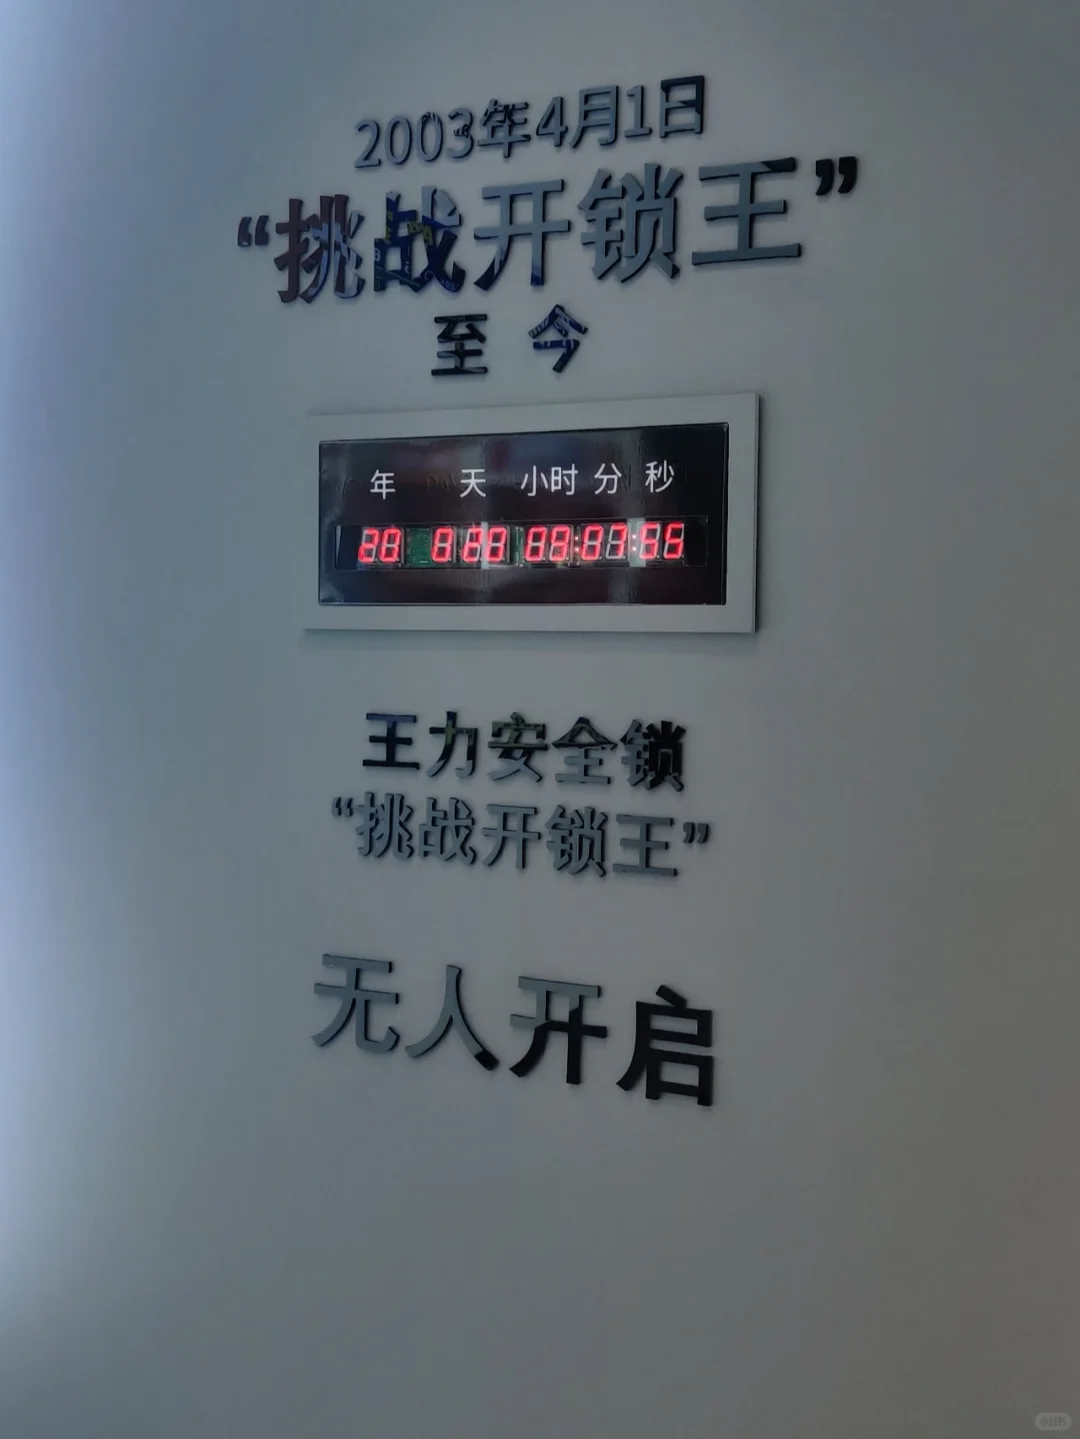 2003年4月1日
“挑战开锁王”
至今
年 天 小时 分 秒
王力安全锁
“挑战开锁王”
无人开启